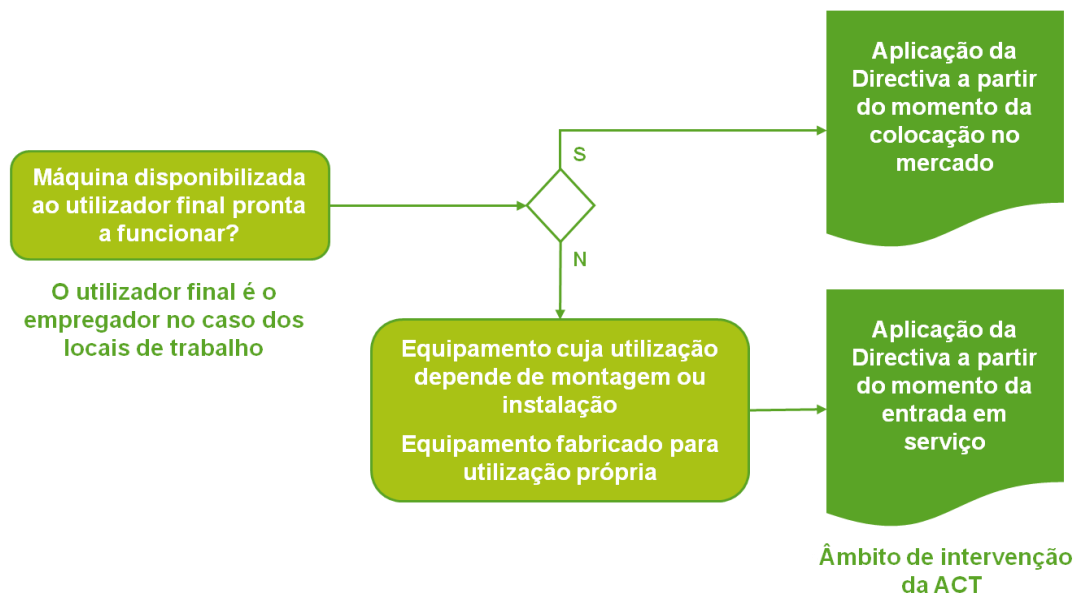 Máquina disponibilizada
ao utilizador final pronta
a funcionar?
O utilizador final é o
empregador no caso dos
locais de trabalho
S
N
Aplicação da
Directiva a partir
do momento da
colocação no
mercado
Equipamento cuja utilização
depende de montagem ou
instalação
Equipamento fabricado para
utilização própria
Aplicação da
Directiva a partir
do momento da
entrada em
serviço
Âmbito de intervenção
da ACT